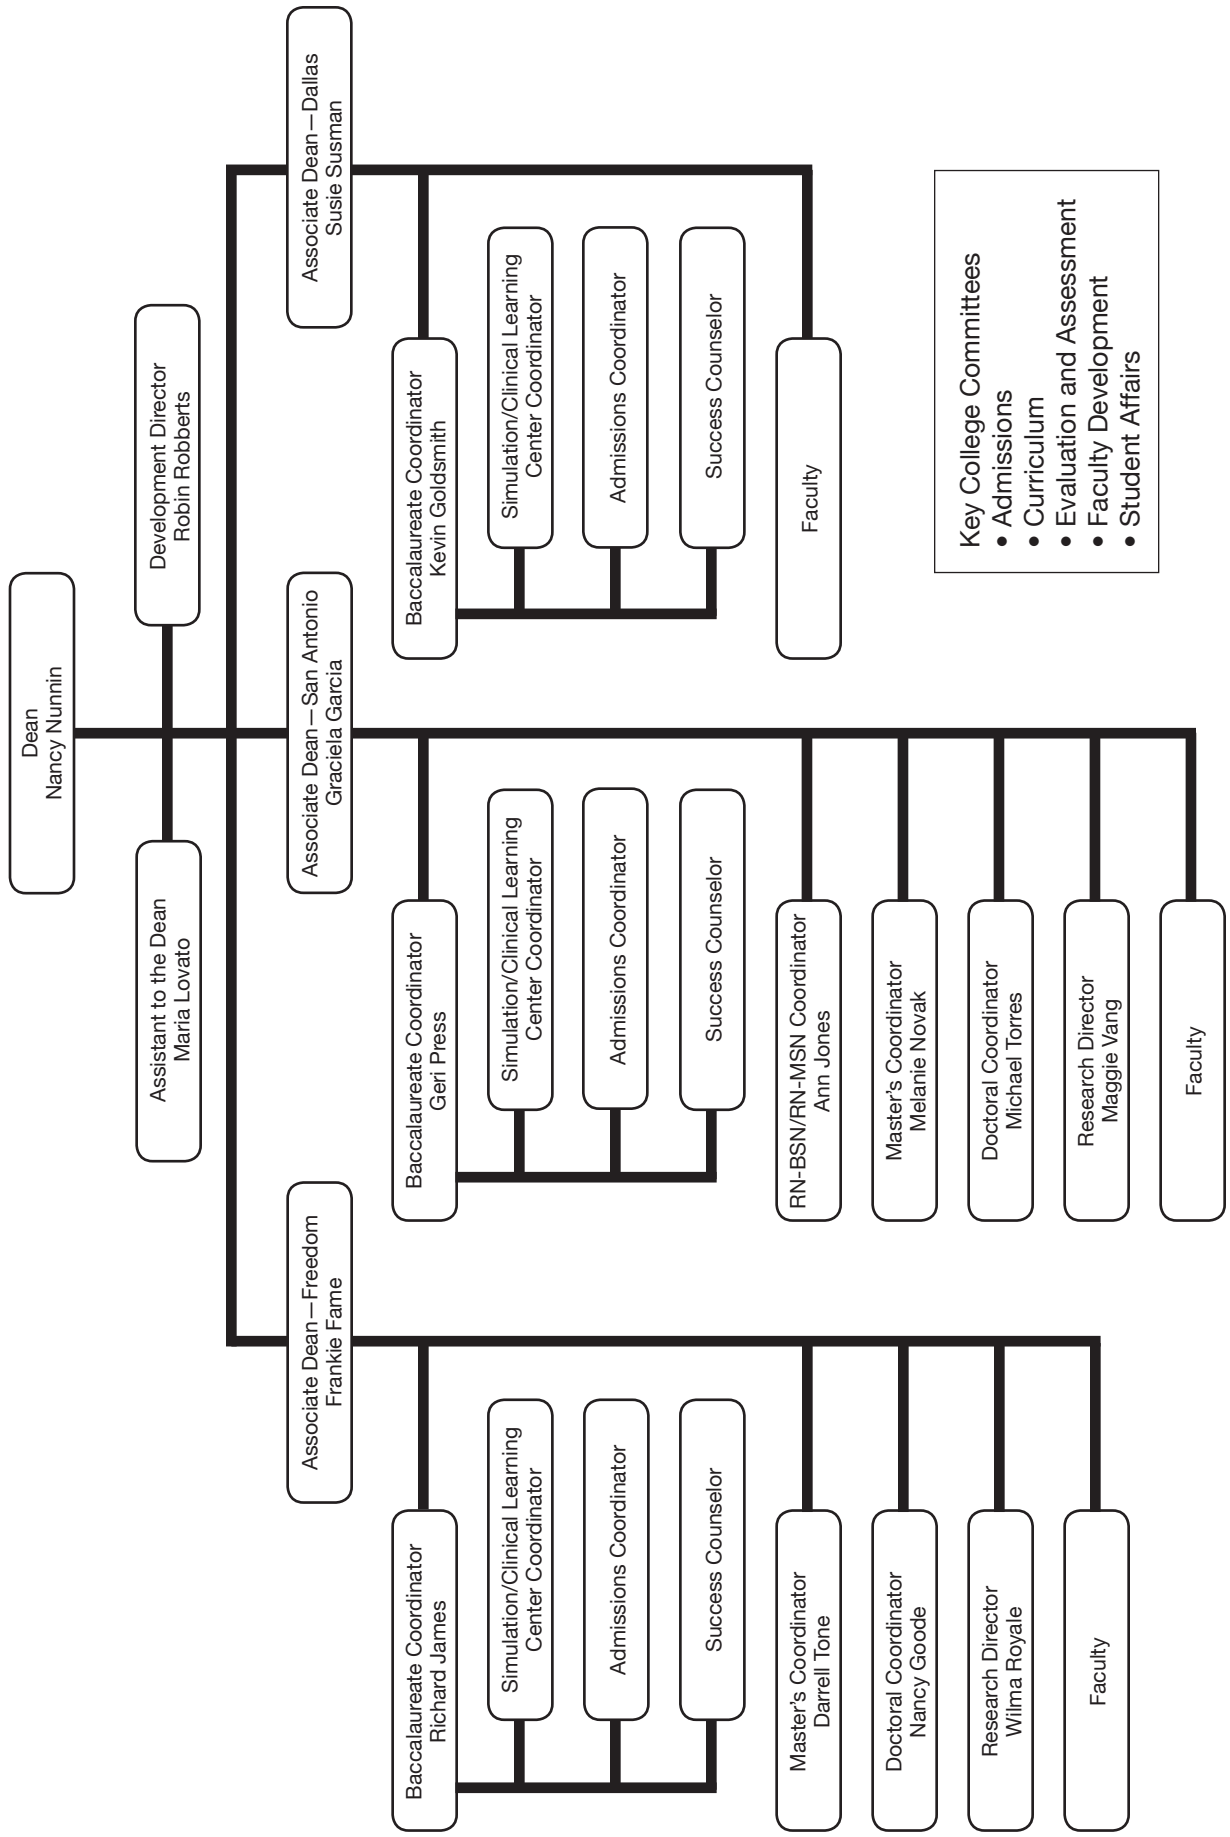 Dean
Nancy Nunnin
Assistant to the Dean
Maria Lovato
Development Director
Robin Robberts
Associate Dean—Freedom
Frankie Fame
Associate Dean—San Antonio
Graciela Garcia
Associate Dean—Dallas
Susie Susman
Baccalaureate Coordinator
Richard James
Simulation/Clinical Learning
Center Coordinator
Admissions Coordinator
Success Counselor
Master's Coordinator
Darrell Tone
Doctoral Coordinator
Nancy Goode
Research Director
Wilma Royale
Faculty
Baccalaureate Coordinator
Geri Press
Simulation/Clinical Learning
Center Coordinator
Admissions Coordinator
Success Counselor
RN-BSN/RN-MSN Coordinator
Ann Jones
Master's Coordinator
Melanie Novak
Doctoral Coordinator
Michael Torres
Research Director
Maggie Vang
Faculty
Baccalaureate Coordinator
Kevin Goldsmith
Simulation/Clinical Learning
Center Coordinator
Admissions Coordinator
Success Counselor
Faculty
Key College Committees
• Admissions
• Curriculum
• Evaluation and Assessment
• Faculty Development
• Student Affairs